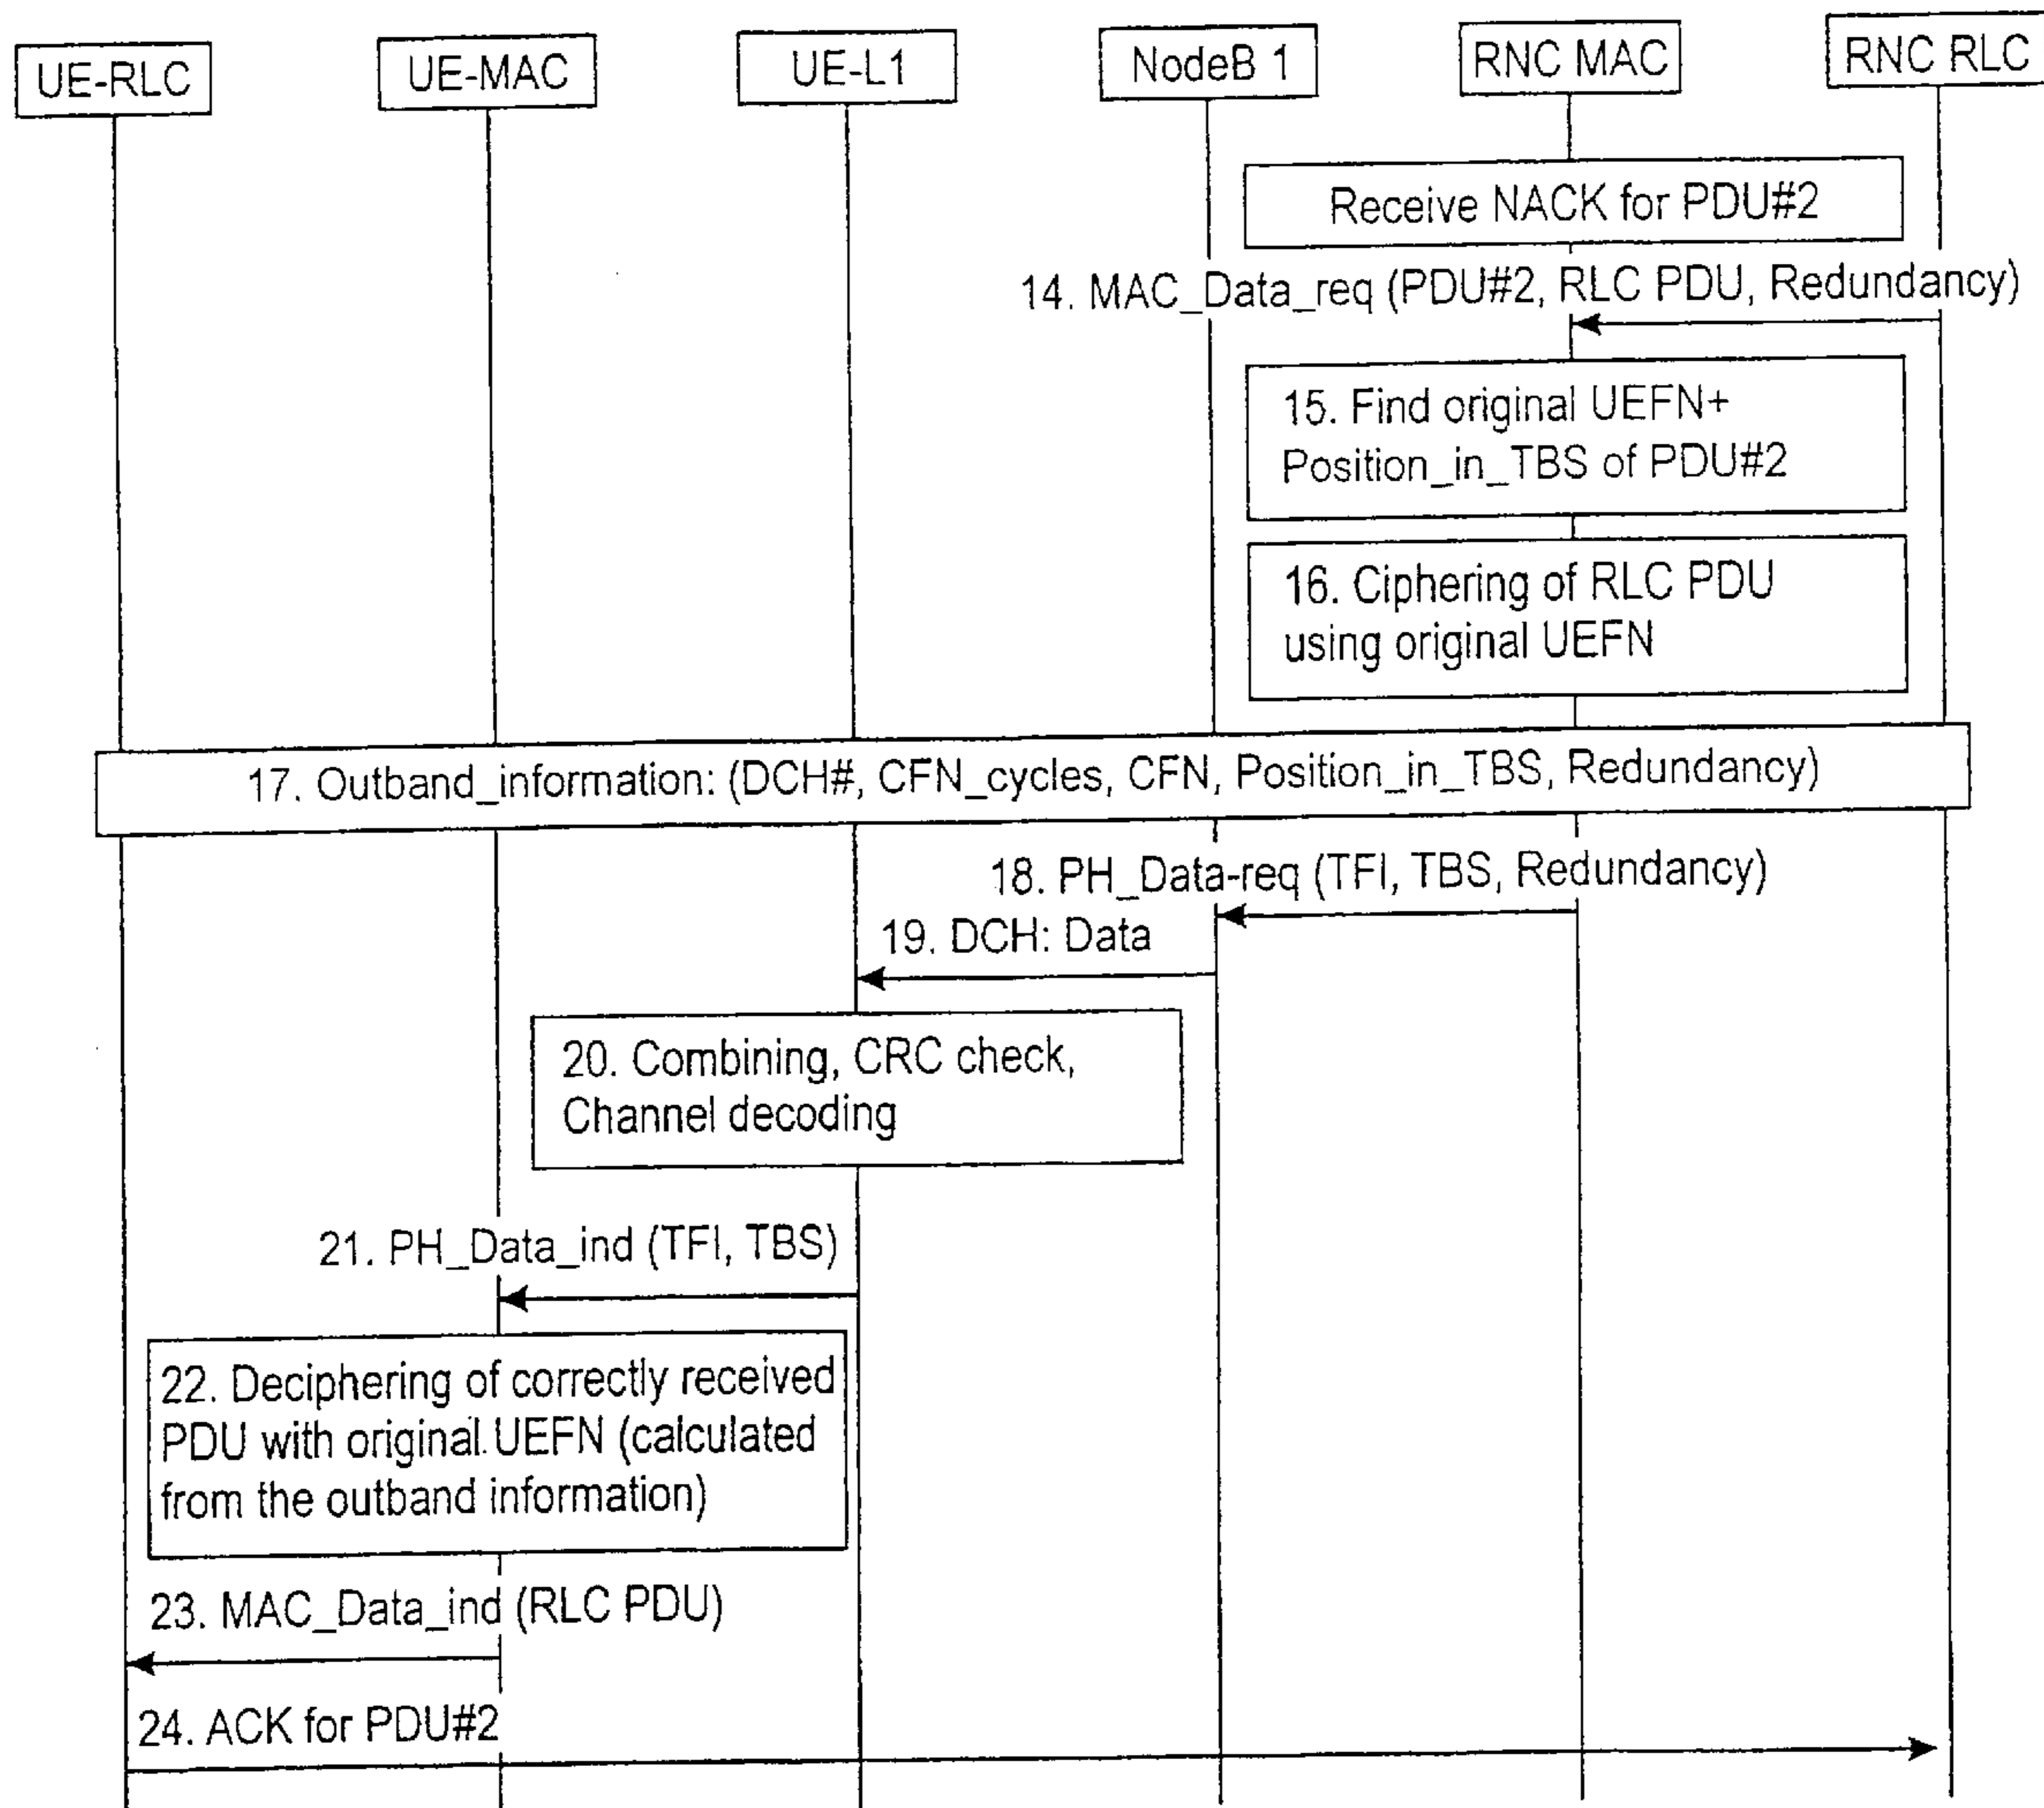 UE-RLC
UE-MAC
UE-L1
NodeB 1
RNC MAC
RNC RLC
Receive NACK for PDU#2
14. MAC_Data_req (PDU#2, RLC PDU, Redundancy)
15. Find original UEFN+
Position_in_TBS of PDU#2
16. Ciphering of RLC PDU
using original UEFN
17. Outband_information: (DCH#, CFN_cycles, CFN, Position_in_TBS, Redundancy)
18. PH_Data-req (TFI, TBS, Redundancy)
19. DCH: Data
20. Combining, CRC check,
Channel decoding
21. PH_Data_ind (TFI, TBS)
22. Deciphering of correctly received
PDU with original UEFN (calculated
from the outband information)
23. MAC_Data_ind (RLC PDU)
24. ACK for PDU#2